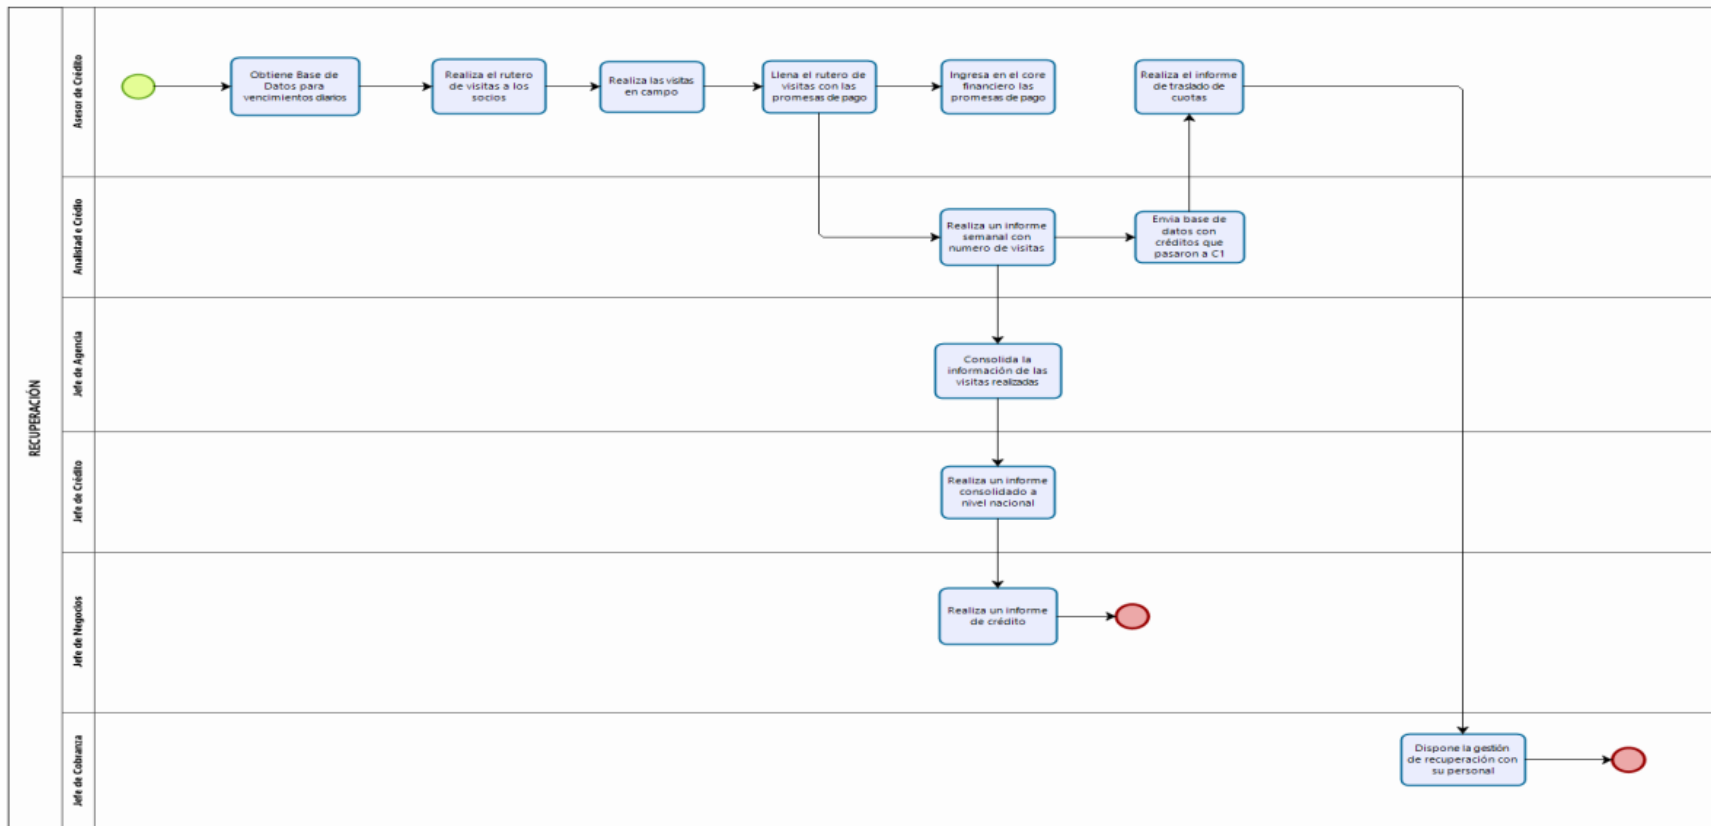 RECUPERACIÓN
Asesor de Crédito
Obtiene Base de
Datos para
vencimientos diarios
Realiza el rutero
de visitas a los
socios
Realiza las visitas
en campo
Llena el rutero de
visitas con las
promesas de pago
Ingresa en el core
financiero las
promesas de pago
Realiza el informe
de traslado de
cuotas
Analistad e Crédio
Realiza un informe
semanal con
numero de visitas
Envia base de
datos con
créditos que
pasaron a C1
Jefe de Agencia
Consolida la
información de las
visitas realizadas
Jefe de Crédito
Realiza un informe
consolidado a
nivel nacional
Jefe de Negocios
Realiza un informe
de crédito
Jefe de Cobranza
Dispone la gestión
de recuperación con
su personal